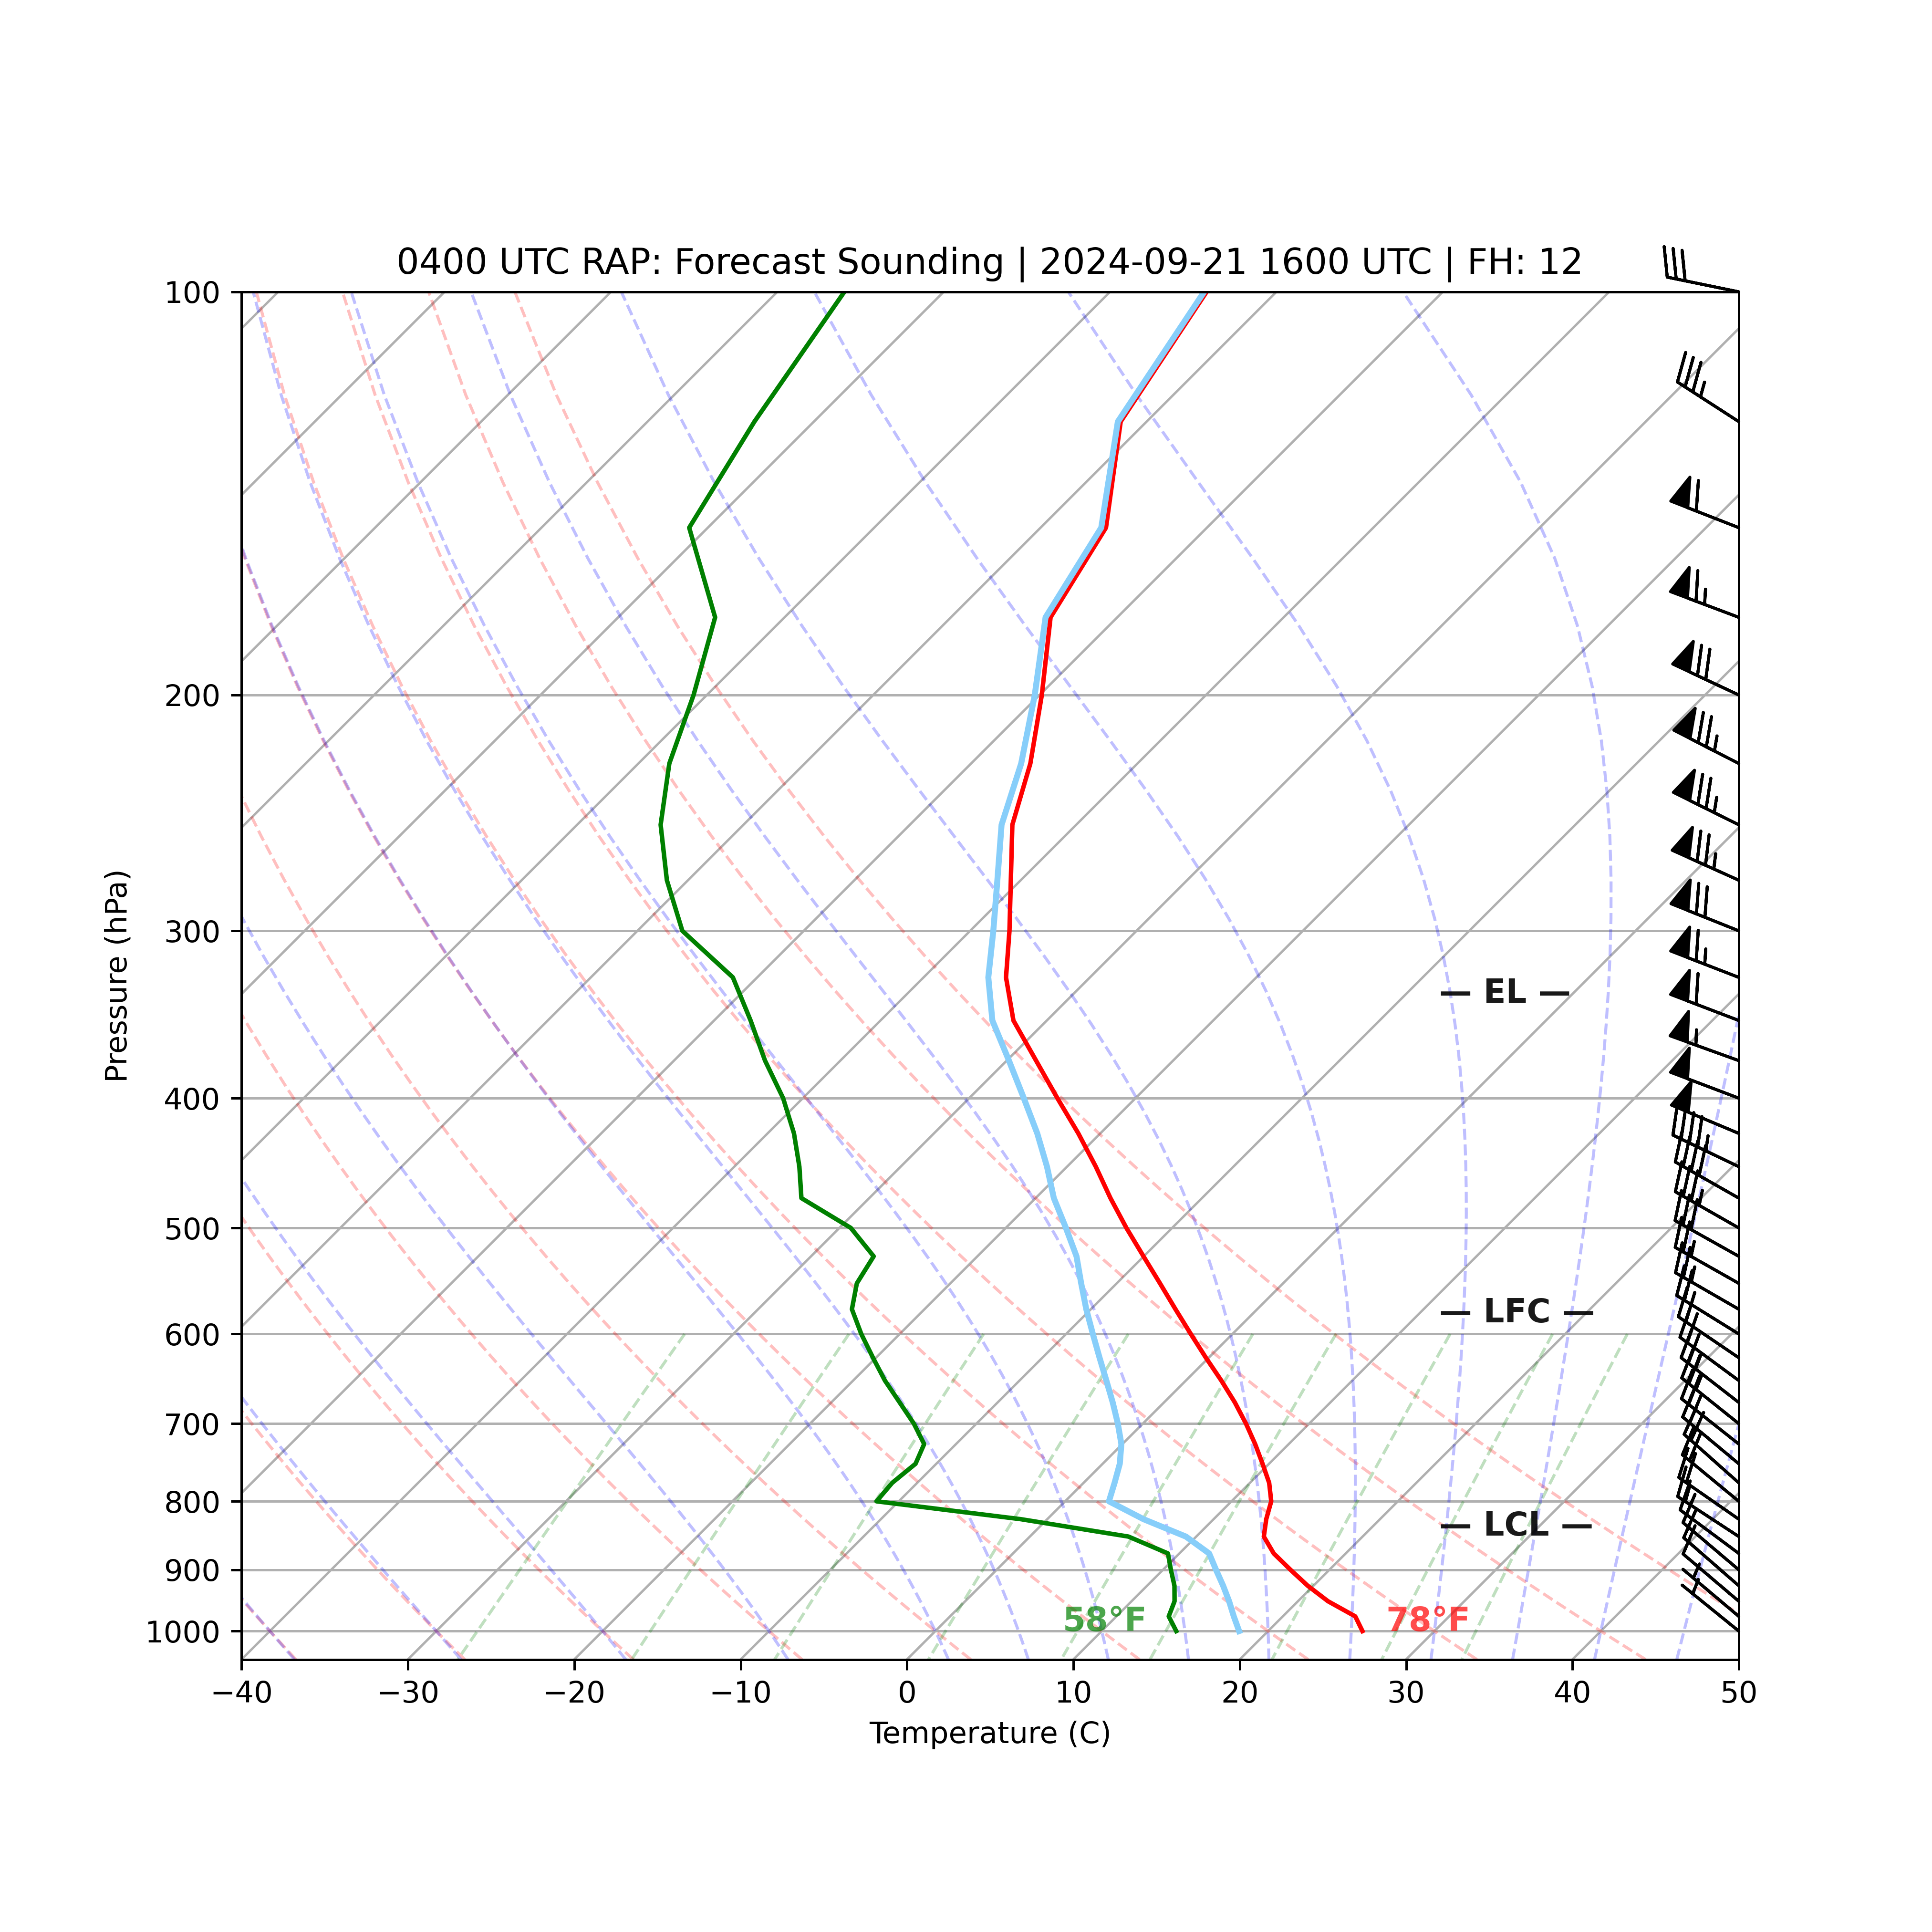 0400 UTC RAP: Forecast Sounding | 2024-09-21 1600 UTC | FH: 12
100
200
300
— EL —
Pressure (hPa)
400
500
— LFC —
600
700
800
— LCL —
900
58°F 78°F
1000
−40 −30 −20 −10 0 10 20 30 40 50
Temperature (C)